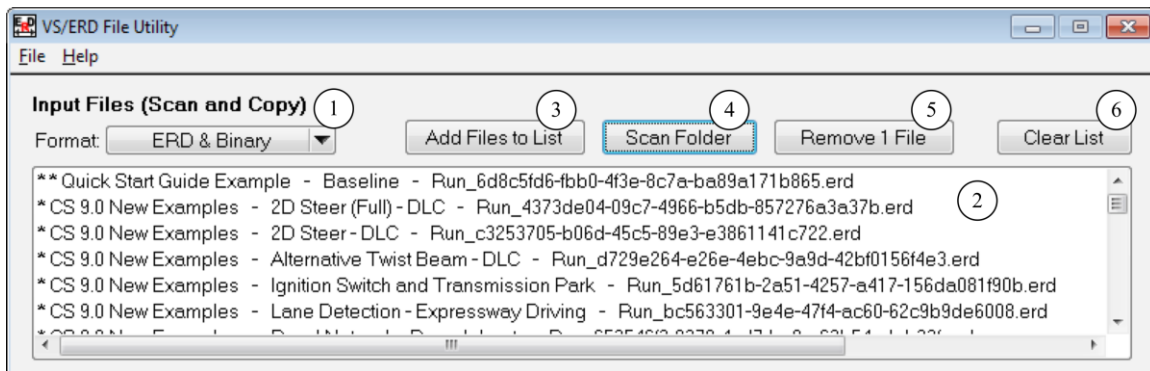 VS/ERD File Utility
File Help
Input Files (Scan and Copy) 1 3 4 5 6
Format: ERD & Binary Add Files to List Scan Folder Remove 1 File Clear List
** Quick Start Guide Example - Baseline - Run_6d8c5fd6-fbb0-4f3e-8c7a-ba89a171b865.erd
* CS 9.0 New Examples - 2D Steer (Full) - DLC - Run_4373de04-09c7-4966-b5db-857276a3a37b.erd 2
* CS 9.0 New Examples - 2D Steer - DLC - Run_c3253705-b06d-45c5-89e3-e3861141c722.erd
* CS 9.0 New Examples - Alternative Twist Beam - DLC - Run_d729e264-e26e-4ebc-9a9d-42bf0156f4e3.erd
* CS 9.0 New Examples - Ignition Switch and Transmission Park - Run_5d61761b-2a51-4257-a417-156da081f90b.erd
* CS 9.0 New Examples - Lane Detection - Expressway Driving - Run_bc563301-9e4e-47f4-ac60-62c9b9de6008.erd
* CS 9.0 New Examples -